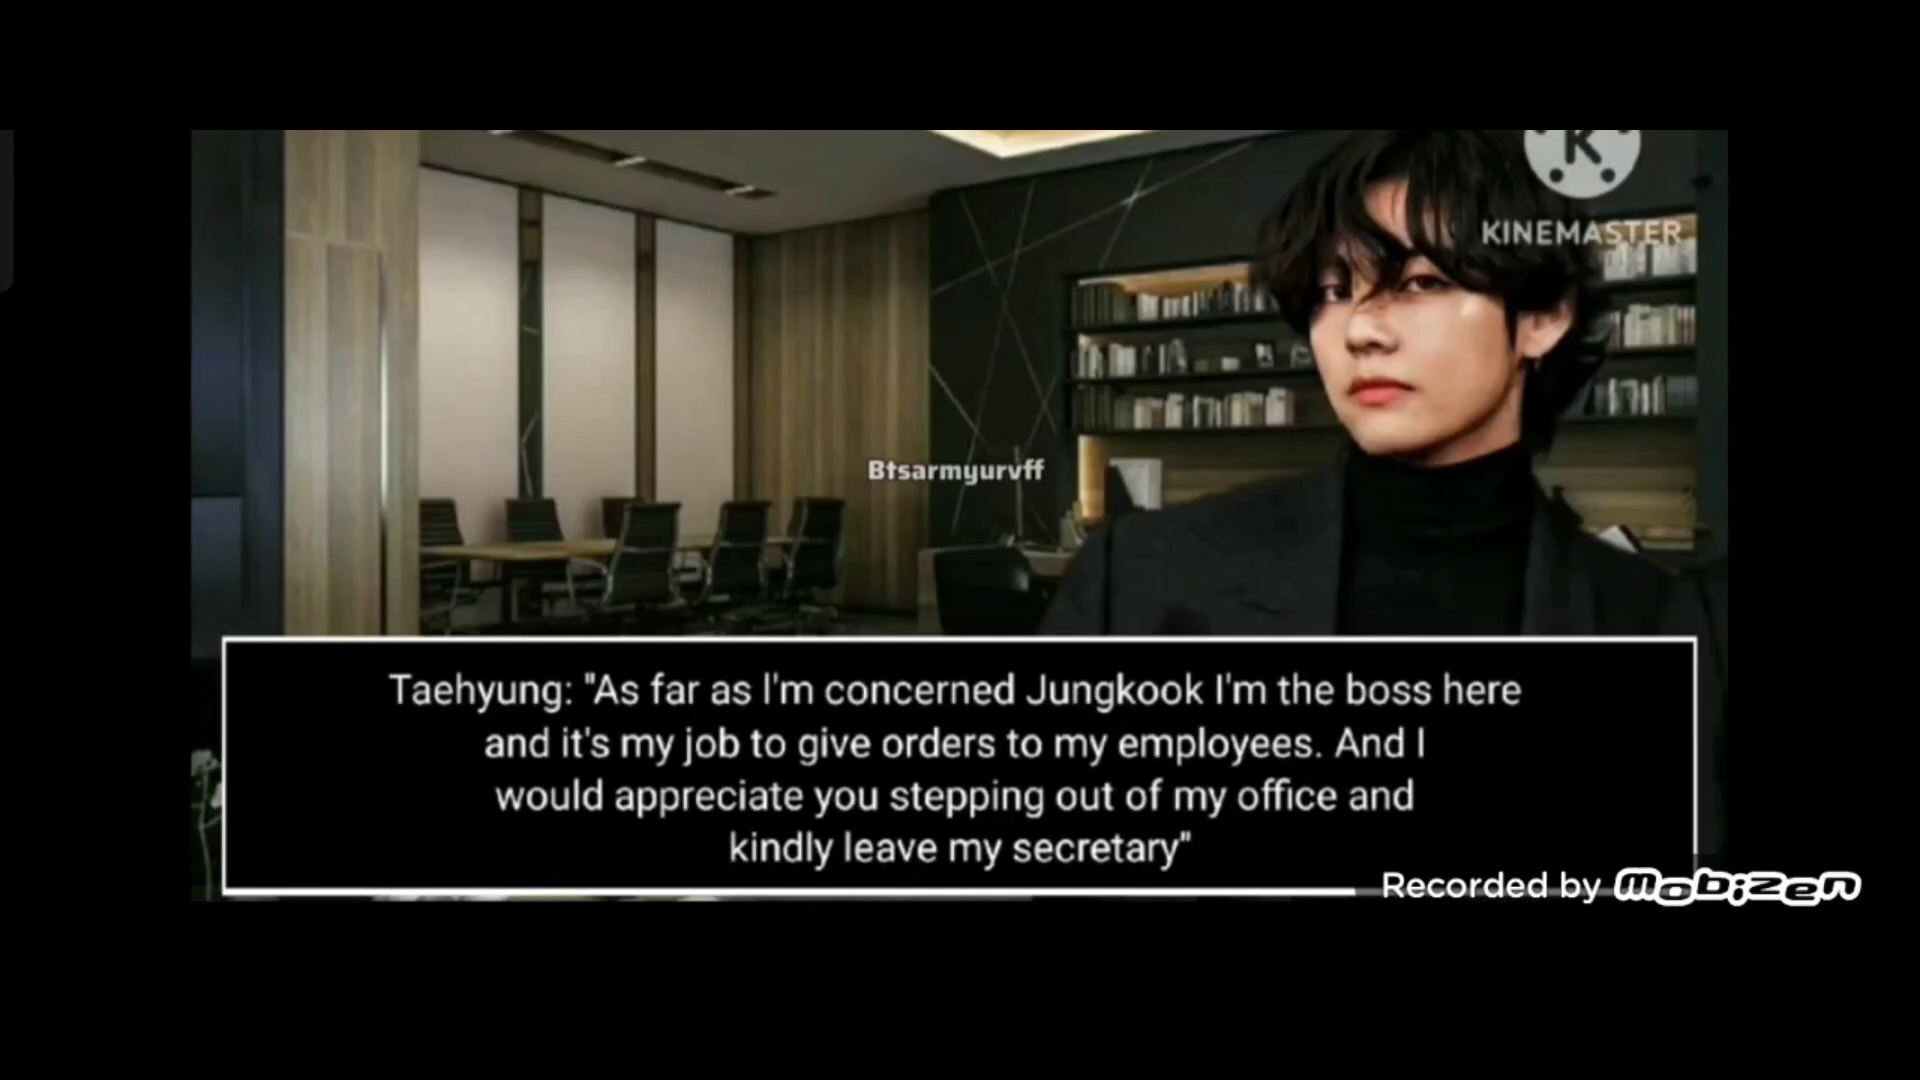 K
KINEMASTER
Btsarmyurvff
Taehyung: "As far as I'm concerned Jungkook I'm the boss here
and it's my job to give orders to my employees. And I
would appreciate you stepping out of my office and
kindly leave my secretary"
Recorded by mobizen